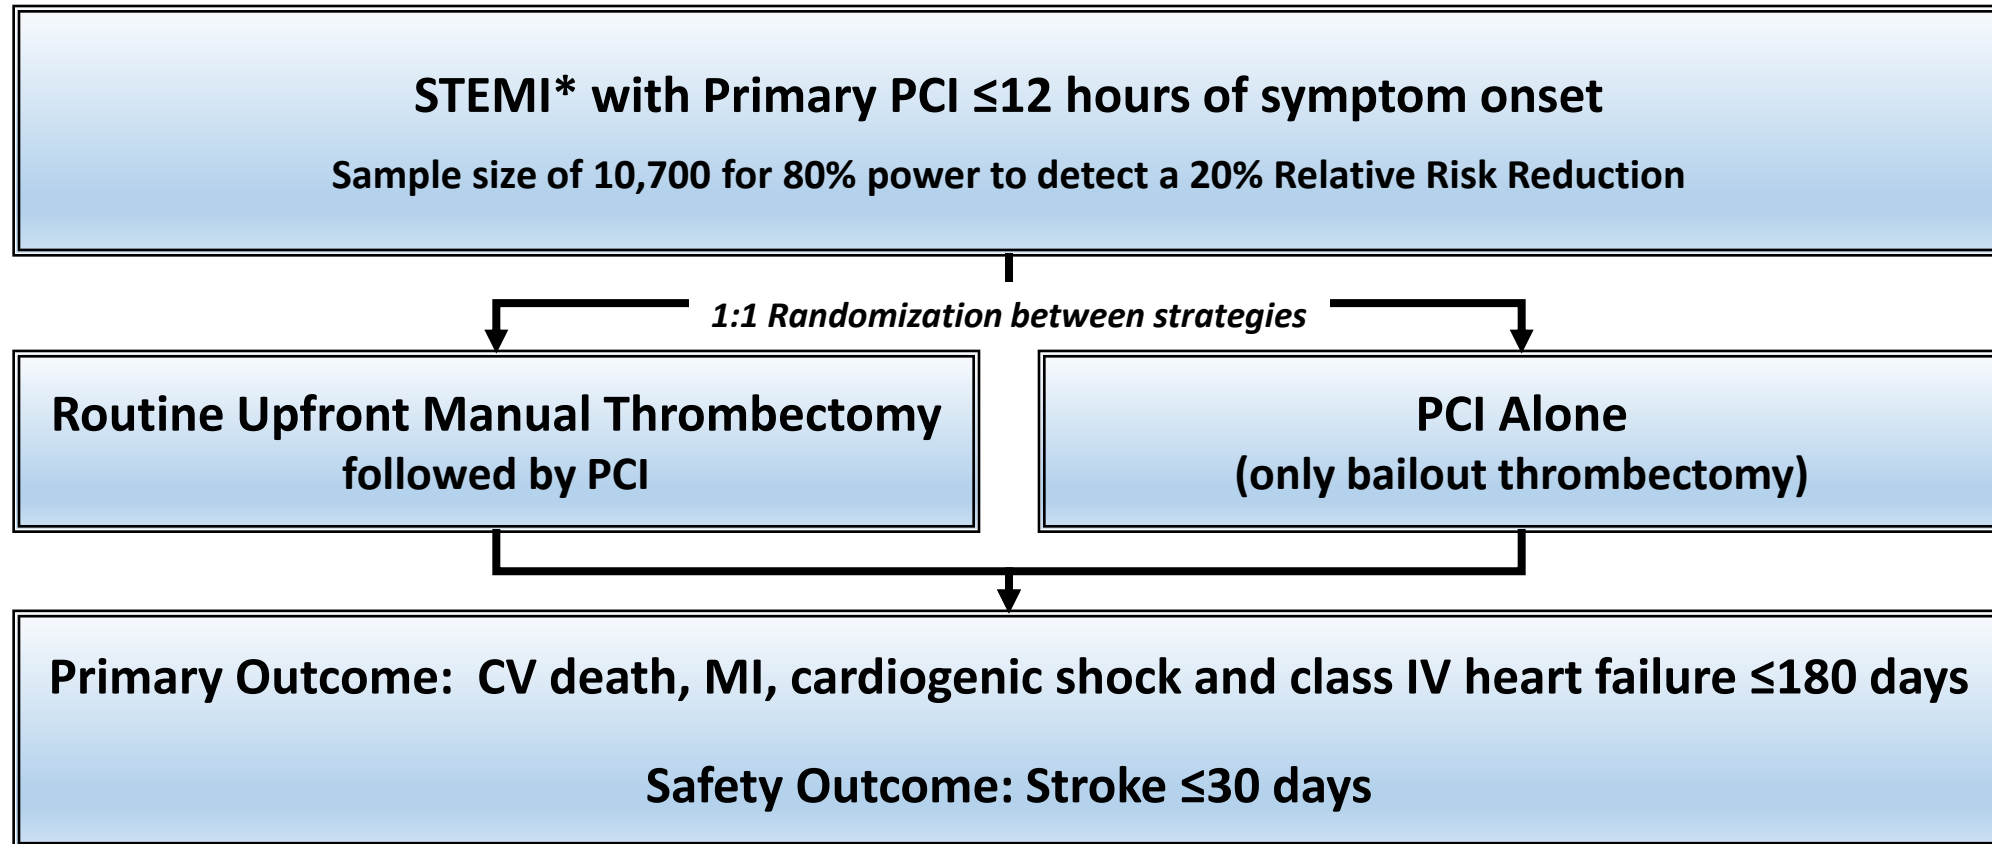 STEMI* with Primary PCI ≤12 hours of symptom onset
Sample size of 10,700 for 80% power to detect a 20% Relative Risk Reduction
1:1 Randomization between strategies
Routine Upfront Manual Thrombectomy
followed by PCI
PCI Alone
(only bailout thrombectomy)
Primary Outcome: CV death, MI, cardiogenic shock and class IV heart failure ≤180 days
Safety Outcome: Stroke ≤30 days